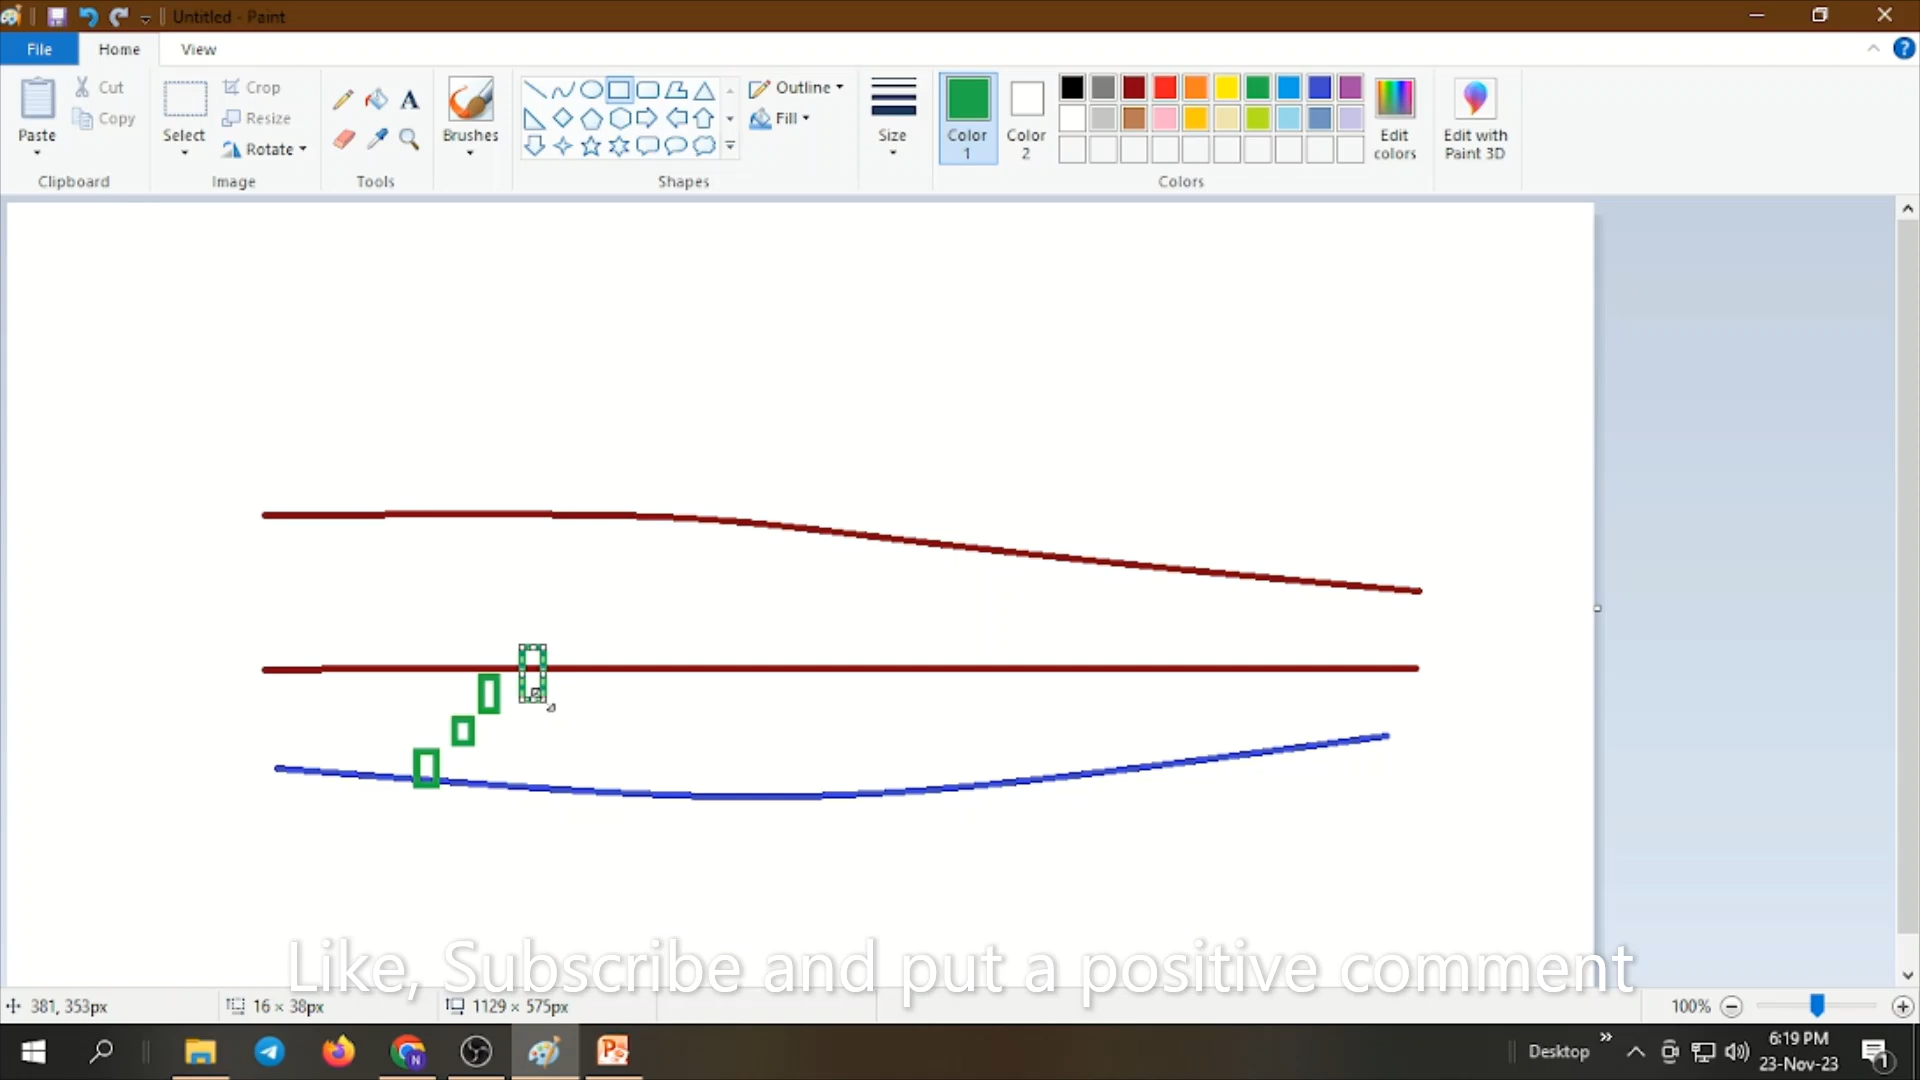 Untitled - Paint
File Home View
Paste Cut Copy Clipboard
Select Crop Resize Rotate Image
Tools
Brushes
Shapes
Outline
Fill
Size
Color 1
Color 2
Colors
Edit colors
Edit with Paint 3D
Like, Subscribe and put a positive comment
381, 353px 16 × 38px 1129 × 575px 100%
Desktop
6:19 PM
23-Nov-23